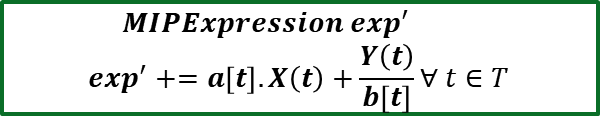 MIPExpression exp′
exp′ += a[t].X(t) + Y(t)/b[t] ∀ t ∈ T